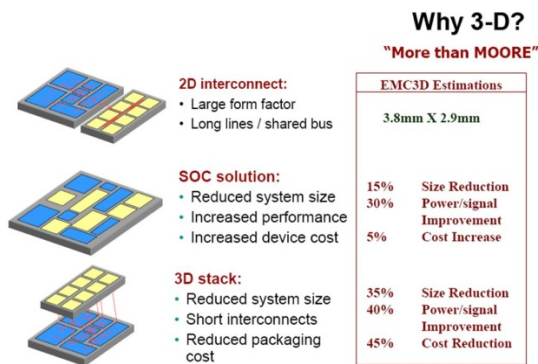 Why 3-D?
“More than MOORE”
2D interconnect:
• Large form factor
• Long lines / shared bus
EMC3D Estimations
3.8mm X 2.9mm
SOC solution:
• Reduced system size
• Increased performance
• Increased device cost
15% Size Reduction
30% Power/signal
Improvement
5% Cost Increase
3D stack:
• Reduced system size
• Short interconnects
• Reduced packaging
cost
35% Size Reduction
40% Power/signal
Improvement
45% Cost Reduction